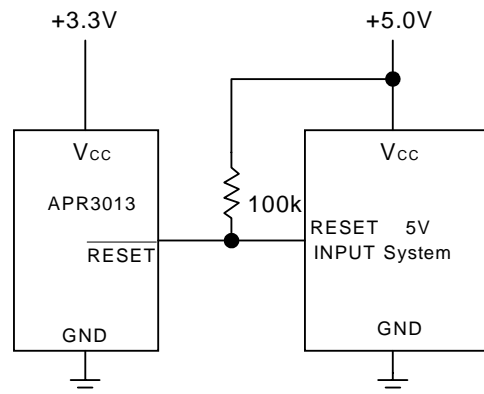 +3.3V
+5.0V
Vcc
APR3013
RESET
GND
100k
Vcc
RESET 5V
INPUT System
GND